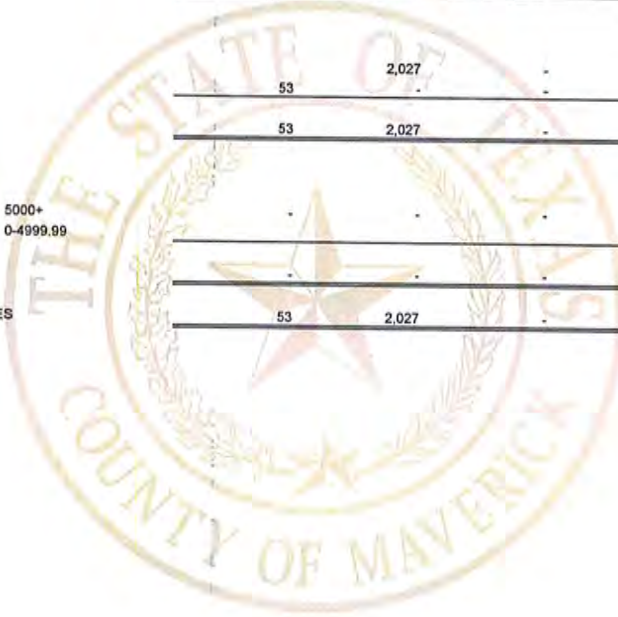 2,027 -
53 - -
53 2,027 -
5000+ - - -
0-4999.99
- - -
ES 53 2,027 -
THE STATE OF TEXAS
COUNTY OF MAVERICK